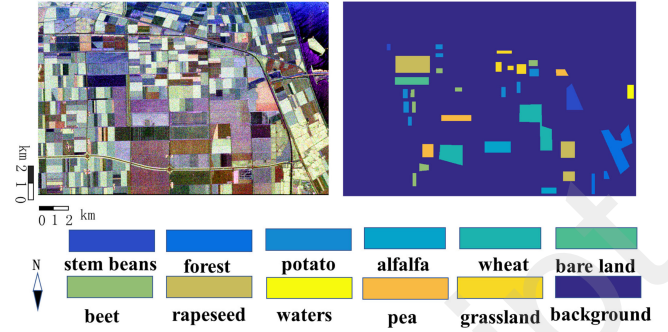 km
2
1
0
0 1 2 km
N
stem beans forest potato alfalfa wheat bare land
beet rapeseed waters pea grassland background